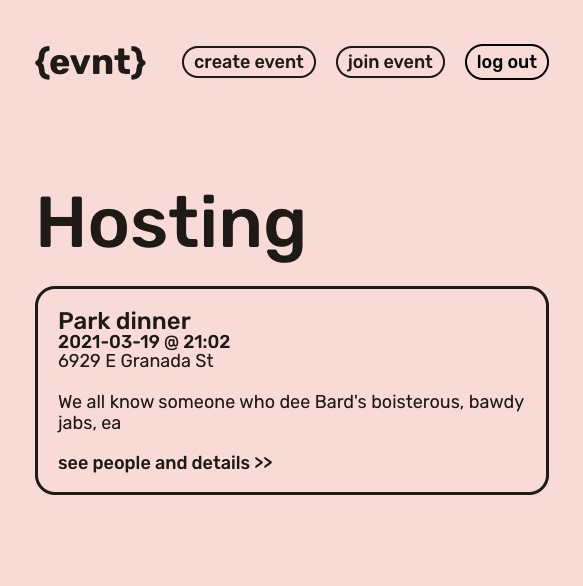 {evnt} create event join event log out
Hosting
Park dinner
2021-03-19 @ 21:02
6929 E Granada St
We all know someone who dee Bard's boisterous, bawdy
jabs, ea
see people and details >>